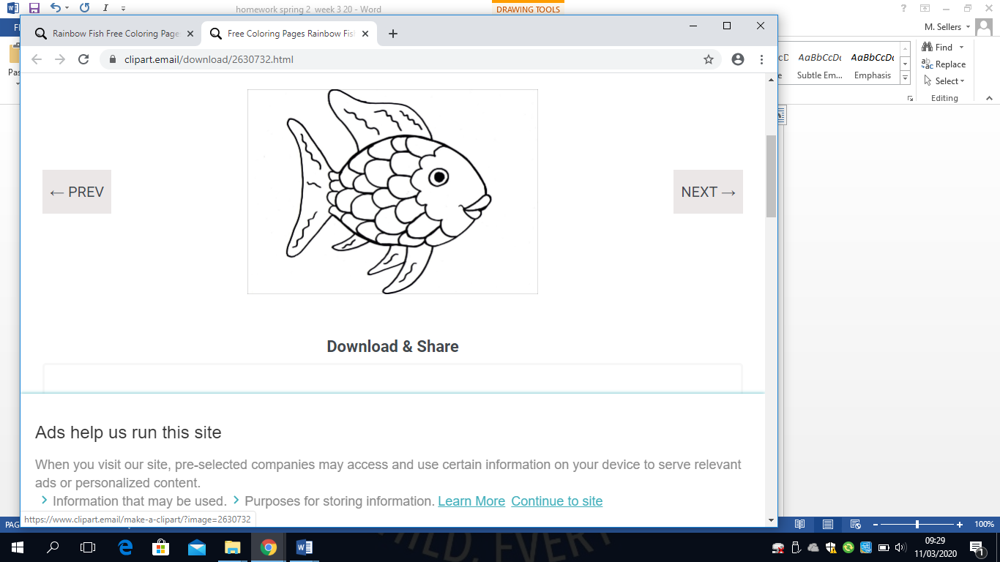 homework spring 2 week 3 20 - Word
DRAWING TOOLS
M. Sellers
Rainbow Fish Free Coloring Page
Free Coloring Pages Rainbow Fis
clipart.email/download/2630732.html
Find
Replace
Select
Editing
AaBbCcDc
AaBbCcDc
Subtle Em...
Emphasis
← PREV
NEXT →
Download & Share
Ads help us run this site
When you visit our site, pre-selected companies may access and use certain information on your device to serve relevant
ads or personalized content.
Information that may be used. Purposes for storing information. Learn More Continue to site
https://www.clipart.email/make-a-clipart/?image=2630732
100%
09:29
11/03/2020